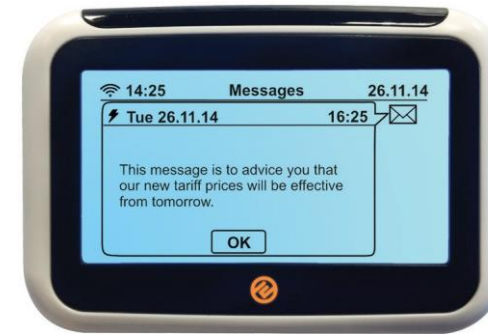 14:25 Messages 26.11.14
Tue 26.11.14 16:25
This message is to advice you that
our new tariff prices will be effective
from tomorrow.
OK